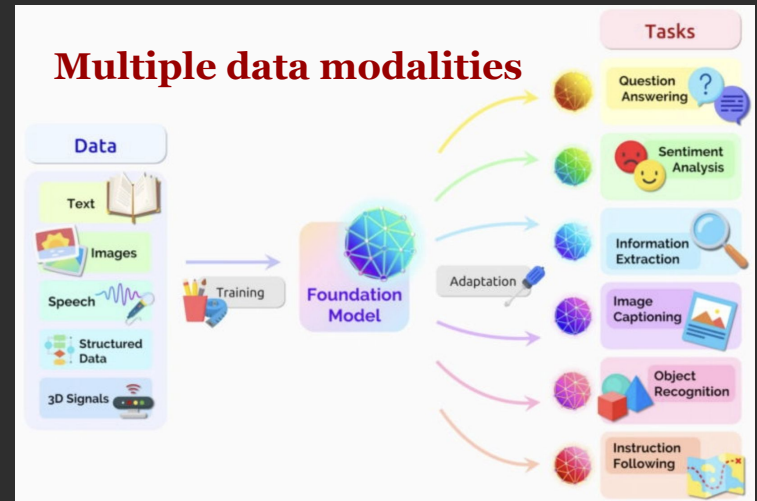 Multiple data modalities
Data
Text
Images
Speech
Structured
Data
3D Signals
Training
Foundation
Model
Adaptation
Tasks
Question
Answering
Sentiment
Analysis
Information
Extraction
Image
Captioning
Object
Recognition
Instruction
Following